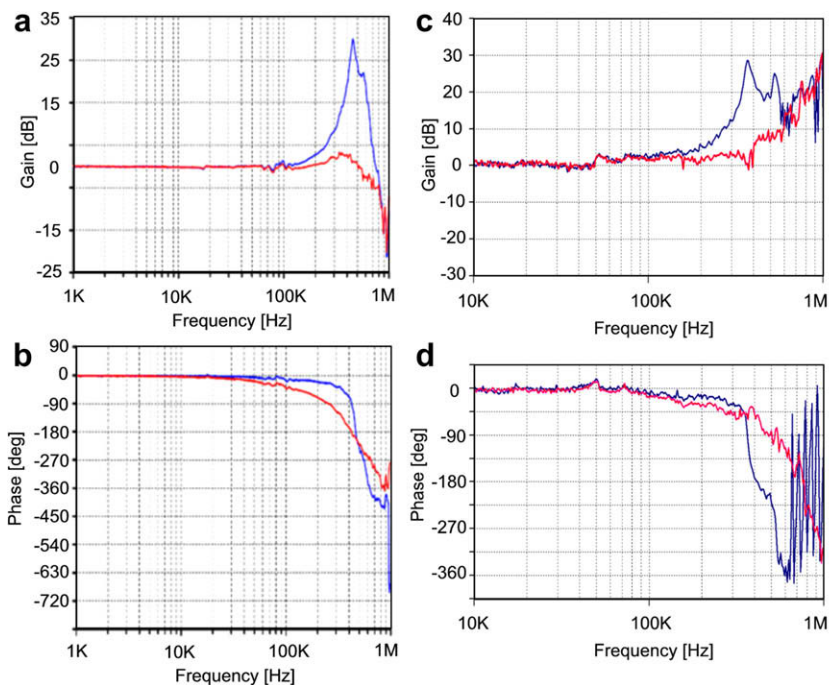 a
35
25
15
0
-15
-25
Gain [dB]
1K
10K
100K
1M
Frequency [Hz]
c
40
30
20
10
0
-10
-20
30
Gain [dB]
10K
100K
1M
Frequency [Hz]
b
90
0
-90
-180
-270
-360
-450
-540
-630
-720
Phase [deg]
1K
10K
100K
1M
Frequency [Hz]
d
0
-90
-180
-270
-360
Phase [deg]
10K
100K
1M
Frequency [Hz]